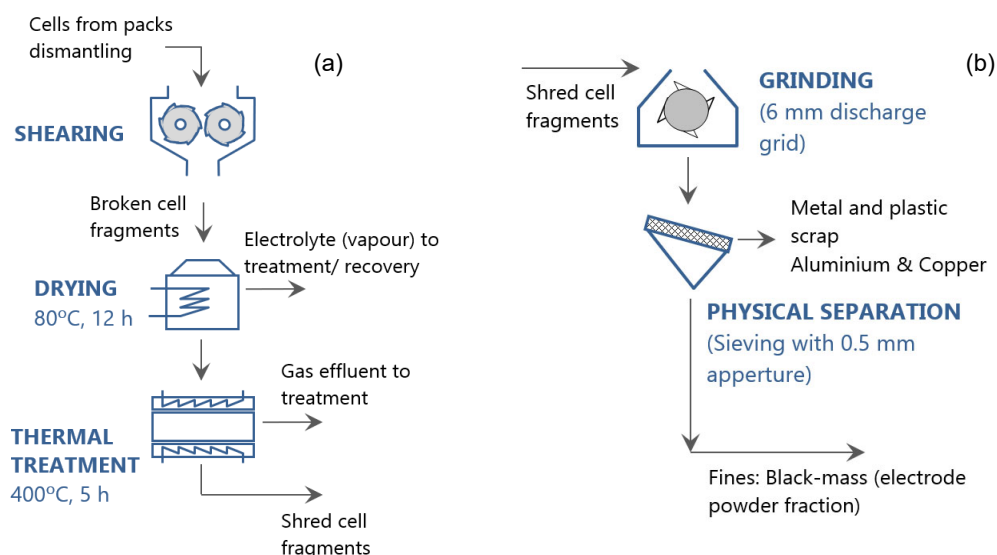 Cells from packs
dismantling
(a)
SHEARING
Broken cell
fragments
Electrolyte (vapour) to
treatment/ recovery
DRYING
80ºC, 12 h
Gas effluent to
treatment
THERMAL
TREATMENT
400ºC, 5 h
Shred cell
fragments
(b)
Shred cell
fragments
GRINDING
(6 mm discharge
grid)
Metal and plastic
scrap
Aluminium & Copper
PHYSICAL SEPARATION
(Sieving with 0.5 mm
apperture)
Fines: Black-mass (electrode
powder fraction)